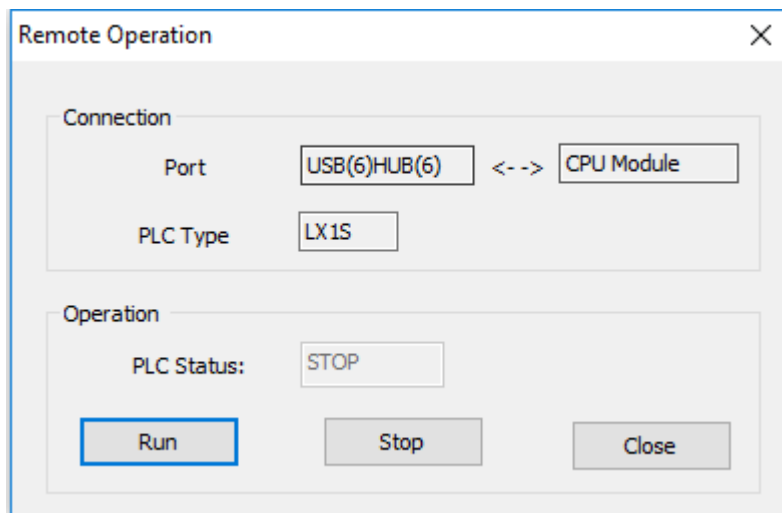 Remote Operation
Connection
Port USB(6)HUB(6) <--> CPU Module
PLC Type LX1S
Operation
PLC Status: STOP
Run Stop Close